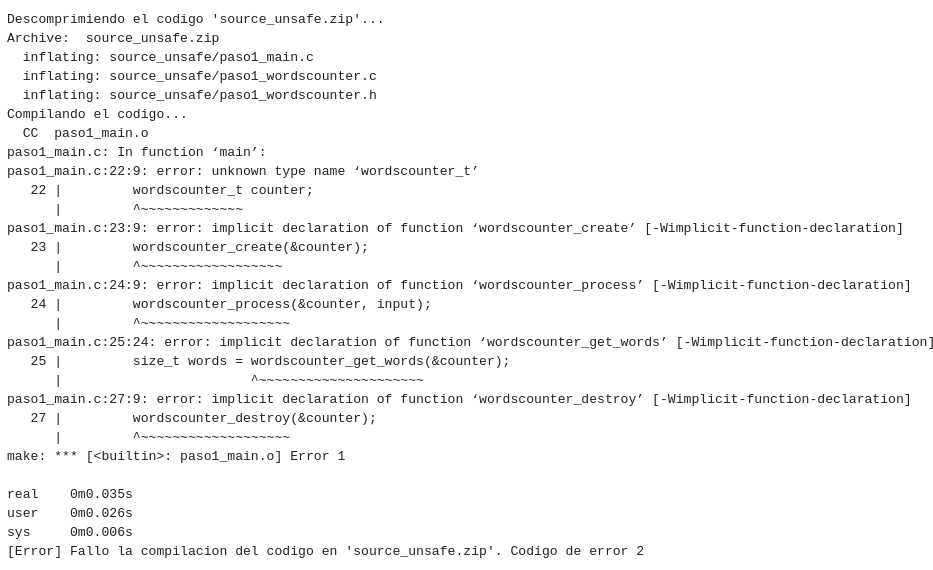 Descomprimiendo el codigo 'source_unsafe.zip'...
Archive:  source_unsafe.zip
  inflating: source_unsafe/paso1_main.c
  inflating: source_unsafe/paso1_wordscounter.c
  inflating: source_unsafe/paso1_wordscounter.h
Compilando el codigo...
  CC  paso1_main.o
paso1_main.c: In function ‘main’:
paso1_main.c:22:9: error: unknown type name ‘wordscounter_t’
   22 |         wordscounter_t counter;
      |         ^~~~~~~~~~~~~~
paso1_main.c:23:9: error: implicit declaration of function ‘wordscounter_create’ [-Wimplicit-function-declaration]
   23 |         wordscounter_create(&counter);
      |         ^~~~~~~~~~~~~~~~~~~
paso1_main.c:24:9: error: implicit declaration of function ‘wordscounter_process’ [-Wimplicit-function-declaration]
   24 |         wordscounter_process(&counter, input);
      |         ^~~~~~~~~~~~~~~~~~~~
paso1_main.c:25:24: error: implicit declaration of function ‘wordscounter_get_words’ [-Wimplicit-function-declaration]
   25 |         size_t words = wordscounter_get_words(&counter);
      |                        ^~~~~~~~~~~~~~~~~~~~~~
paso1_main.c:27:9: error: implicit declaration of function ‘wordscounter_destroy’ [-Wimplicit-function-declaration]
   27 |         wordscounter_destroy(&counter);
      |         ^~~~~~~~~~~~~~~~~~~~
make: *** [<builtin>: paso1_main.o] Error 1

real    0m0.035s
user    0m0.026s
sys     0m0.006s
[Error] Fallo la compilacion del codigo en 'source_unsafe.zip'. Codigo de error 2